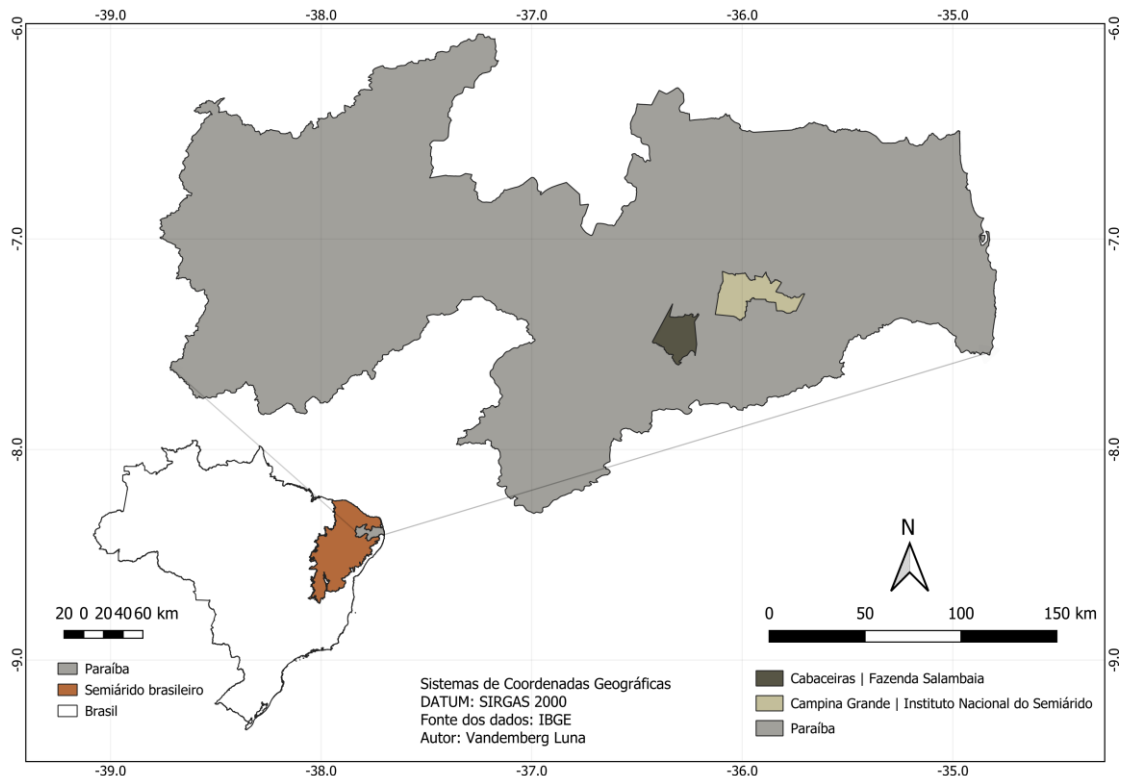 -39.0 -38.0 -37.0 -36.0 -35.0
-6.0 -6.0
-7.0 -7.0
-8.0 -8.0
N
20 0 20 40 60 km
0 50 100 150 km
-9.0 -9.0
Paraíba
Semiárido brasileiro
Brasil
Sistemas de Coordenadas Geográficas
DATUM: SIRGAS 2000
Fonte dos dados: IBGE
Autor: Vandemberg Luna
Cabaceiras | Fazenda Salambaia
Campina Grande | Instituto Nacional do Semiárido
Paraíba
-39.0 -38.0 -37.0 -36.0 -35.0